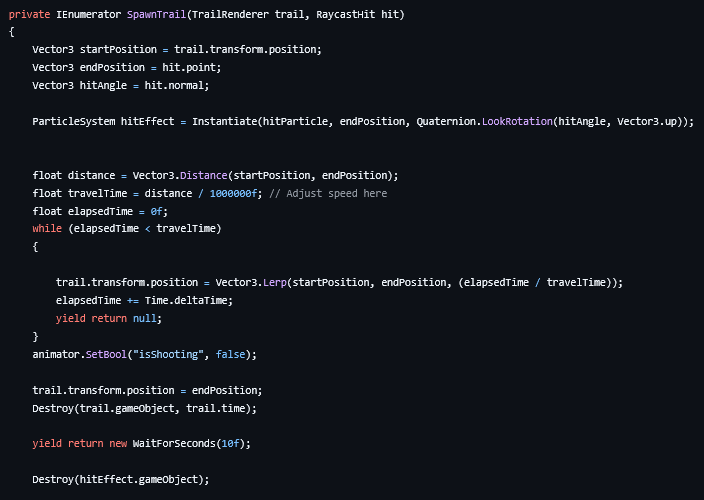 private IEnumerator SpawnTrail(TrailRenderer trail, RaycastHit hit)
{
    Vector3 startPosition = trail.transform.position;
    Vector3 endPosition = hit.point;
    Vector3 hitAngle = hit.normal;

    ParticleSystem hitEffect = Instantiate(hitParticle, endPosition, Quaternion.LookRotation(hitAngle, Vector3.up));


    float distance = Vector3.Distance(startPosition, endPosition);
    float travelTime = distance / 1000000f; // Adjust speed here
    float elapsedTime = 0f;
    while (elapsedTime < travelTime)
    {

        trail.transform.position = Vector3.Lerp(startPosition, endPosition, (elapsedTime / travelTime));
        elapsedTime += Time.deltaTime;
        yield return null;
    }
    animator.SetBool("isShooting", false);

    trail.transform.position = endPosition;
    Destroy(trail.gameObject, trail.time);

    yield return new WaitForSeconds(10f);

    Destroy(hitEffect.gameObject);